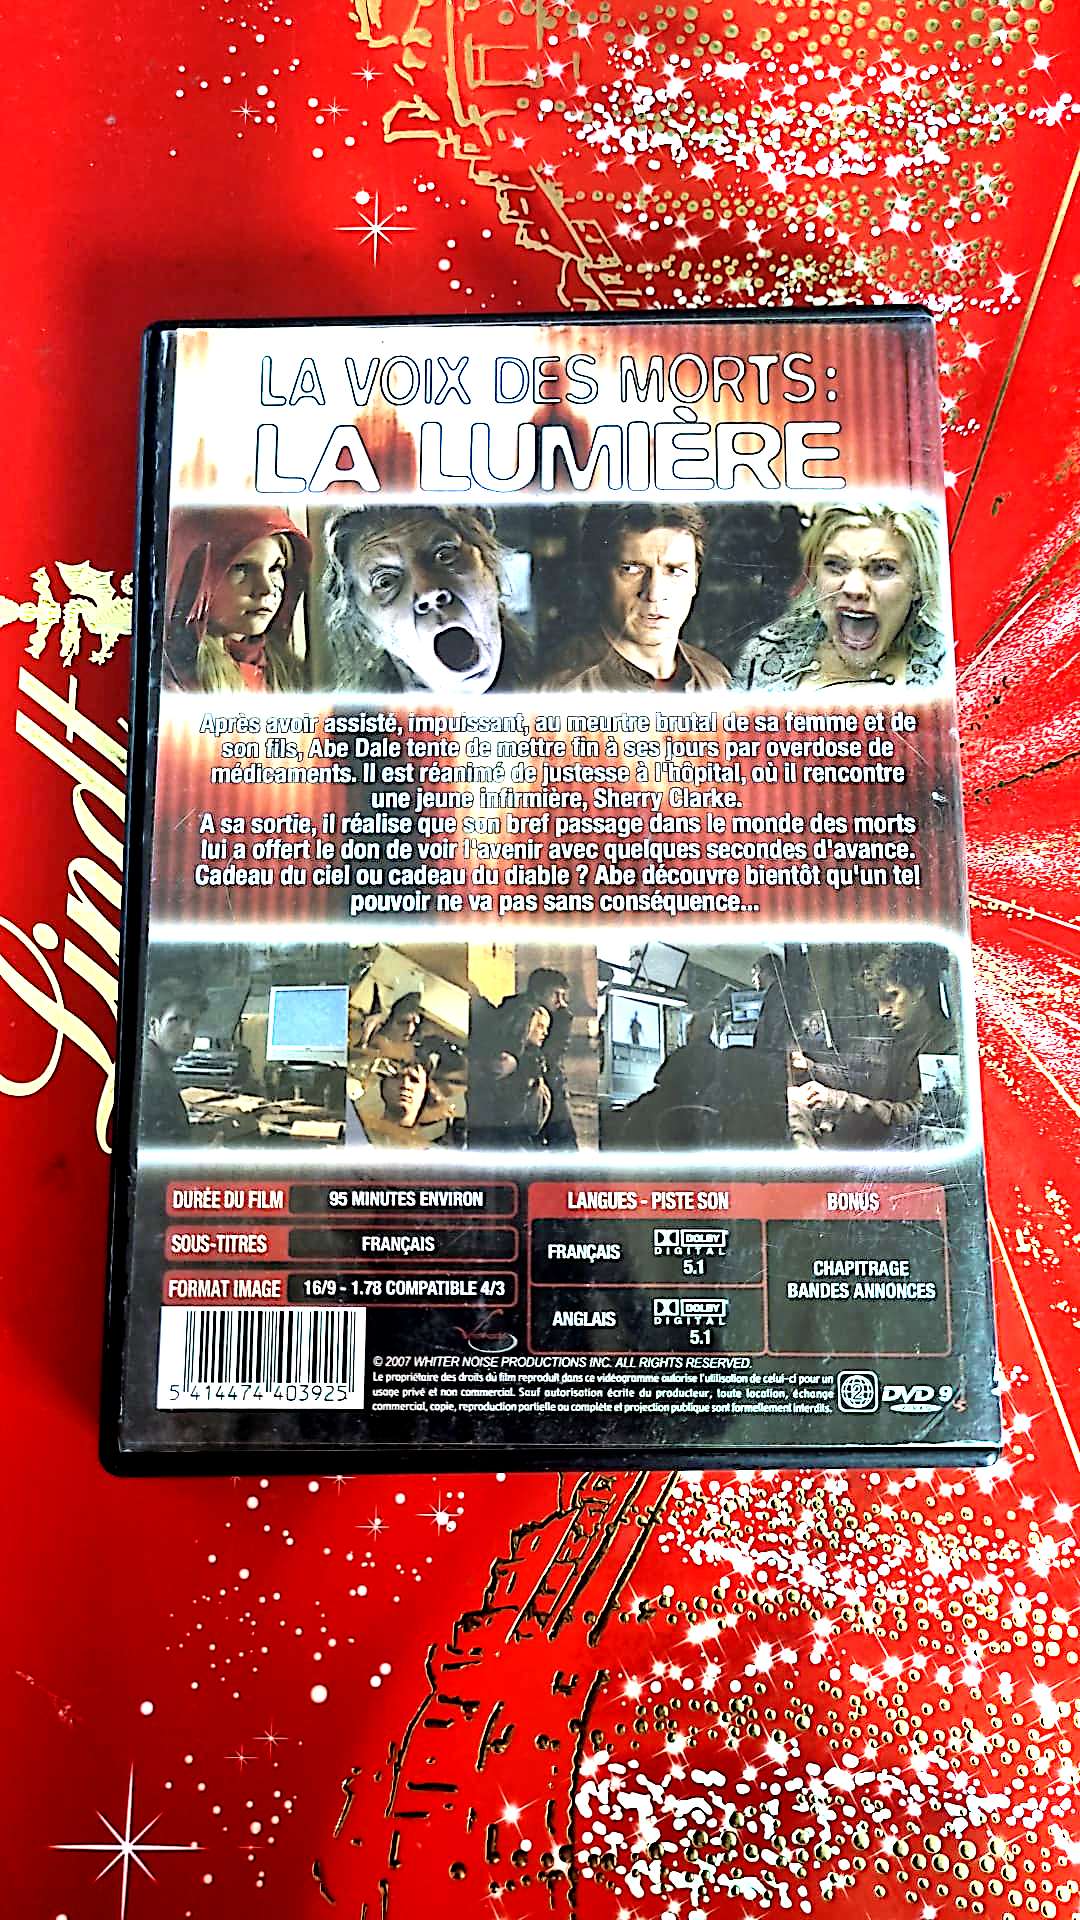 LA VOIX DES MORTS :
LA LUMIÈRE
Lindt
Après avoir assisté, impuissant, au meurtre brutal de sa femme et de
son fils, Abe Dale tente de mettre fin à ses jours par overdose de
médicaments. Il est réanimé de justesse à l'hôpital, où il rencontre
une jeune infirmière, Sherry Clarke.
A sa sortie, il réalise que son bref passage dans le monde des morts
lui a offert le don de voir l'avenir avec quelques secondes d'avance.
Cadeau du ciel ou cadeau du diable ? Abe découvre bientôt qu'un tel
pouvoir ne va pas sans conséquence...
DURÉE DU FILM 95 MINUTES ENVIRON
SOUS-TITRES FRANÇAIS
FORMAT IMAGE 16/9 - 1.78 COMPATIBLE 4/3
LANGUES - PISTE SON
FRANÇAIS DOLBY DIGITAL 5.1
ANGLAIS DOLBY DIGITAL 5.1
BONUS
CHAPITRAGE
BANDES ANNONCES
5 414474 403925
© 2007 WHITER NOISE PRODUCTIONS INC. ALL RIGHTS RESERVED.
Le propriétaire des droits du film reproduit dans ce vidéogramme autorise l'utilisation de celui-ci pour un
usage privé et non commercial. Sauf autorisation écrite du producteur, toute location, échange
commercial, copie, reproduction partielle ou complète et projection publique sont formellement interdits.
2
DVD 9